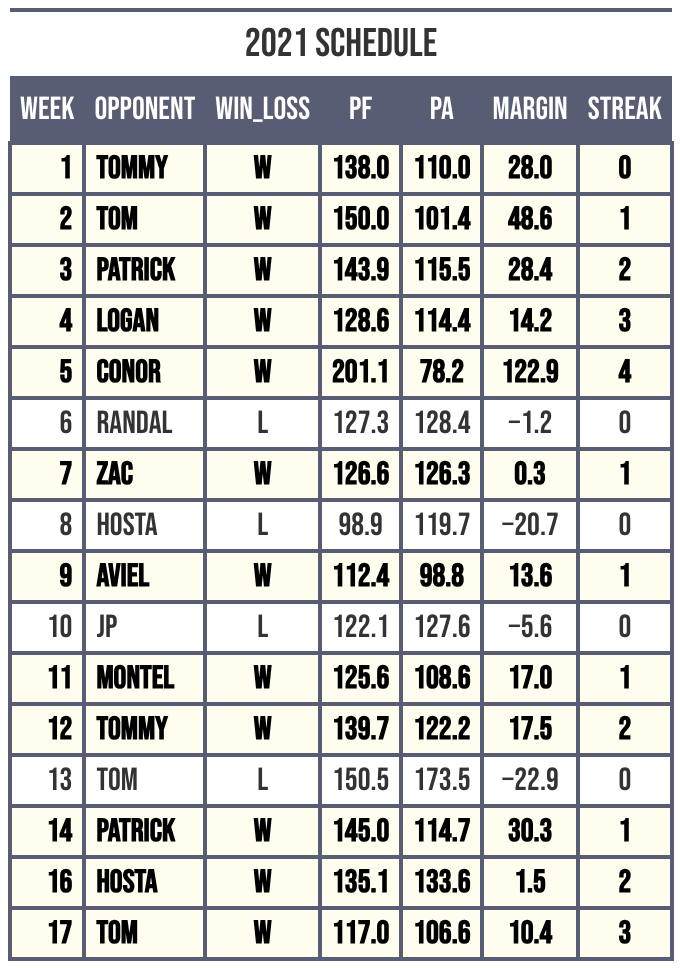 2021 SCHEDULE
WEEK OPPONENT WIN_LOSS PF PA MARGIN STREAK
1 TOMMY W 138.0 110.0 28.0 0
2 TOM W 150.0 101.4 48.6 1
3 PATRICK W 143.9 115.5 28.4 2
4 LOGAN W 128.6 114.4 14.2 3
5 CONOR W 201.1 78.2 122.9 4
6 RANDAL L 127.3 128.4 −1.2 0
7 ZAC W 126.6 126.3 0.3 1
8 HOSTA L 98.9 119.7 −20.7 0
9 AVIEL W 112.4 98.8 13.6 1
10 JP L 122.1 127.6 −5.6 0
11 MONTEL W 125.6 108.6 17.0 1
12 TOMMY W 139.7 122.2 17.5 2
13 TOM L 150.5 173.5 −22.9 0
14 PATRICK W 145.0 114.7 30.3 1
16 HOSTA W 135.1 133.6 1.5 2
17 TOM W 117.0 106.6 10.4 3